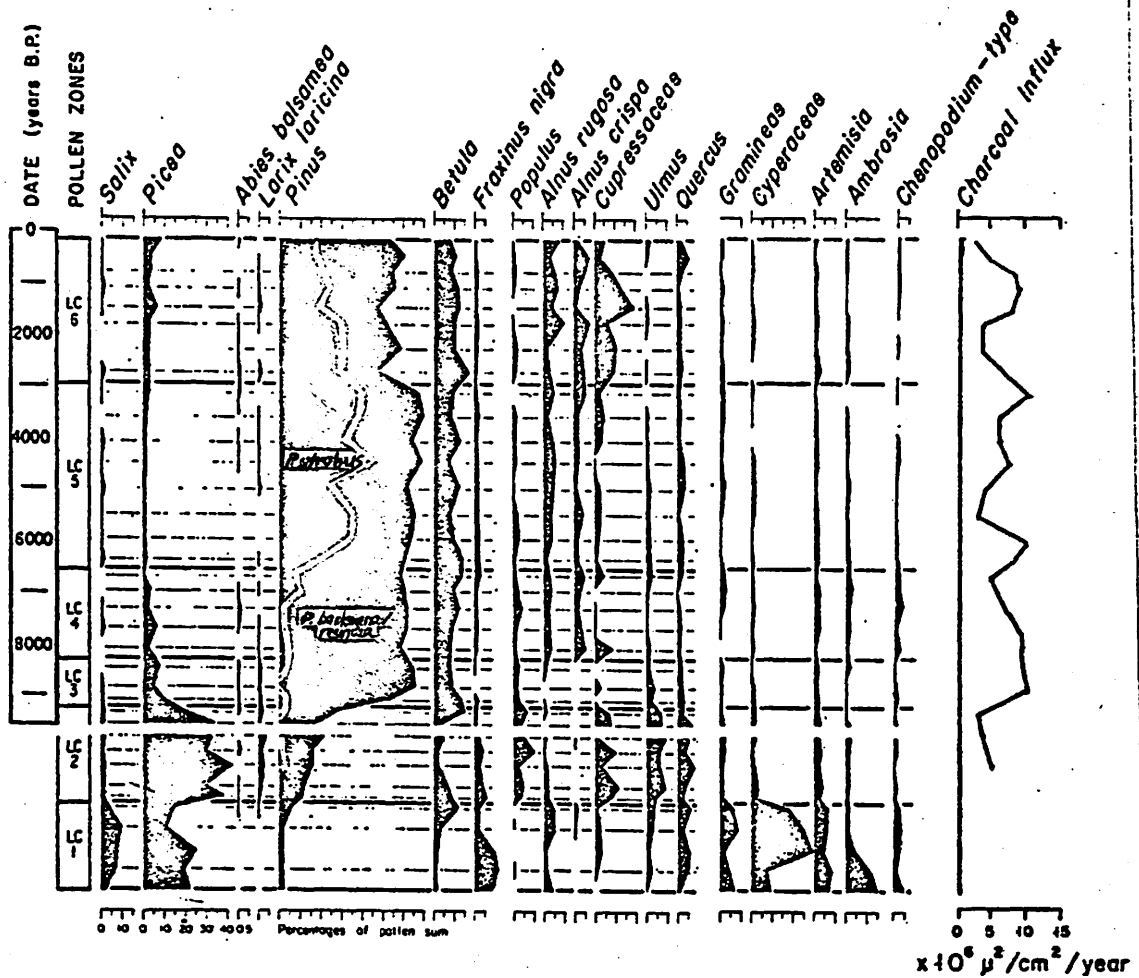 DATE (years B.P.)
POLLEN ZONES
Salix
Picea
Abies balsamea
Larix laricina
Pinus
Betula
Fraxinus nigra
Populus
Alnus rugosa
Alnus crispa
Cupressaceae
Ulmus
Quercus
Gramineae
Cyperaceae
Artemisia
Ambrosia
Chenopodium-type
Charcoal Influx
0
2000
4000
6000
8000
LC 6
LC 5
LC 4
LC 3
LC 2
LC 1
P. strobus
P. banksiana/
resinosa
0 10 0 10 20 30 40 0 5
Percentages of pollen sum
0 5 10 15
x 10⁶ µ²/cm²/year